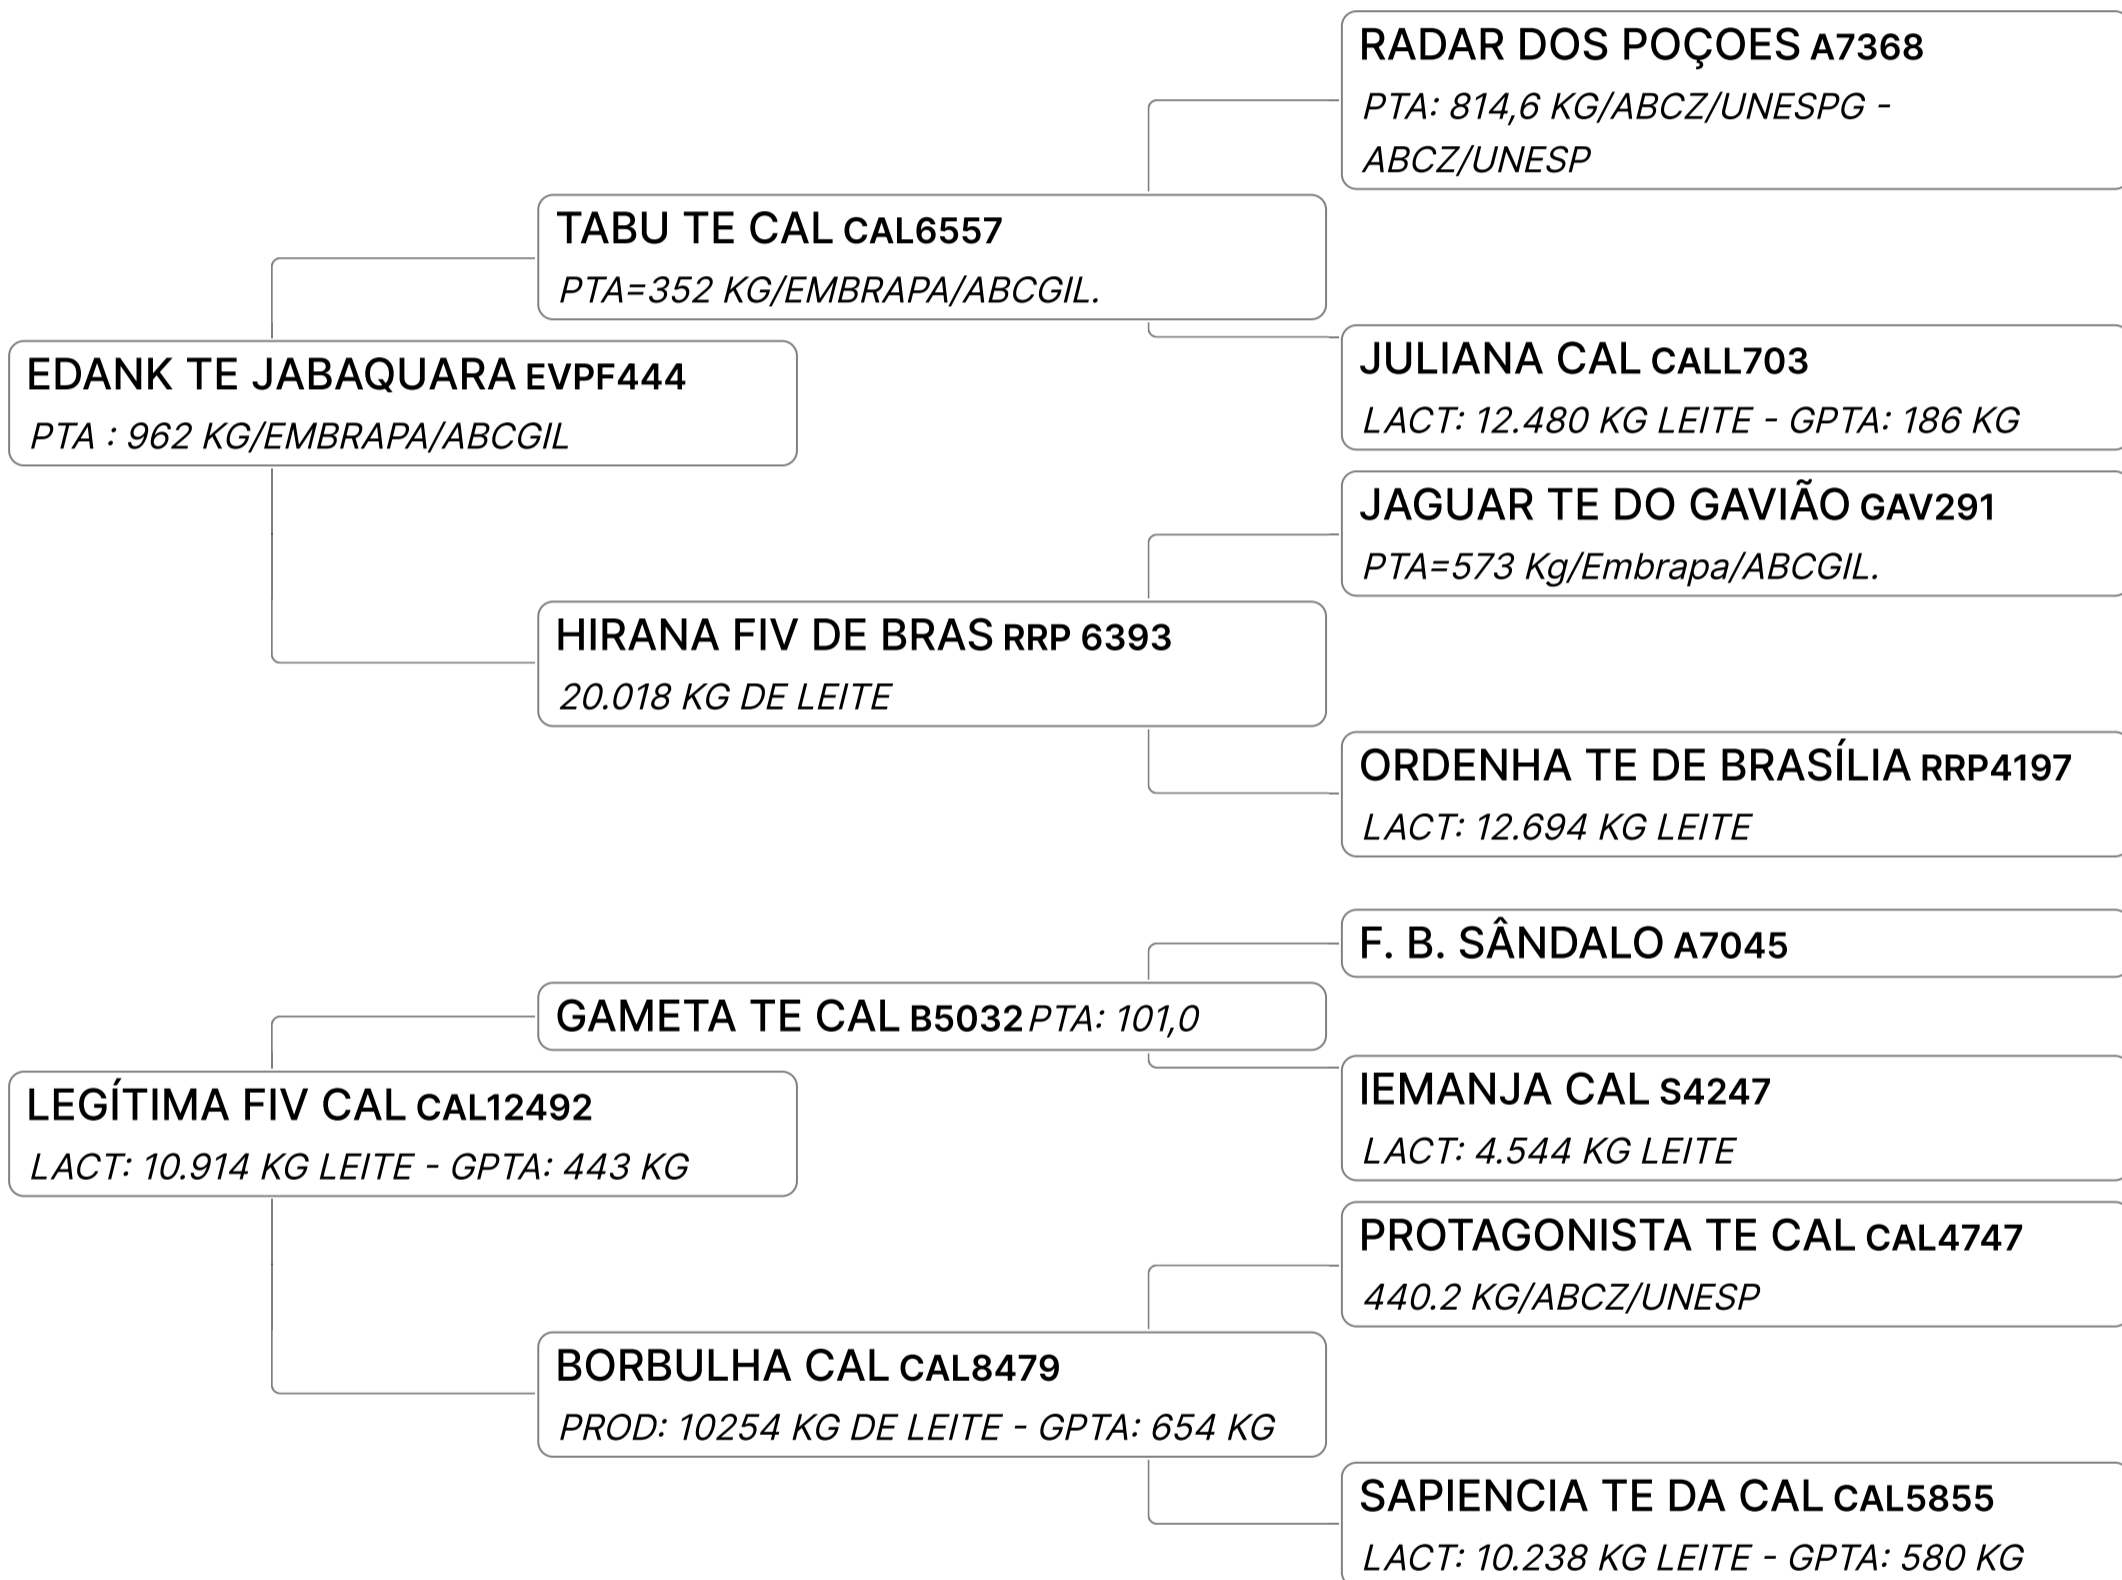 RADAR DOS POÇOES A7368
PTA: 814,6 KG/ABCZ/UNESPG -
ABCZ/UNESP
TABU TE CAL CAL6557
PTA=352 KG/EMBRAPA/ABCGIL.
JULIANA CAL CALL703
LACT: 12.480 KG LEITE - GPTA: 186 KG
EDANK TE JABAQUARA EVPF444
PTA : 962 KG/EMBRAPA/ABCGIL
JAGUAR TE DO GAVIÃO GAV291
PTA=573 Kg/Embrapa/ABCGIL.
HIRANA FIV DE BRAS RRP 6393
20.018 KG DE LEITE
ORDENHA TE DE BRASÍLIA RRP4197
LACT: 12.694 KG LEITE
F. B. SÂNDALO A7045
GAMETA TE CAL B5032 PTA: 101,0
IEMANJA CAL S4247
LACT: 4.544 KG LEITE
LEGÍTIMA FIV CAL CAL12492
LACT: 10.914 KG LEITE - GPTA: 443 KG
PROTAGONISTA TE CAL CAL4747
440.2 KG/ABCZ/UNESP
BORBULHA CAL CAL8479
PROD: 10254 KG DE LEITE - GPTA: 654 KG
SAPIENCIA TE DA CAL CAL5855
LACT: 10.238 KG LEITE - GPTA: 580 KG